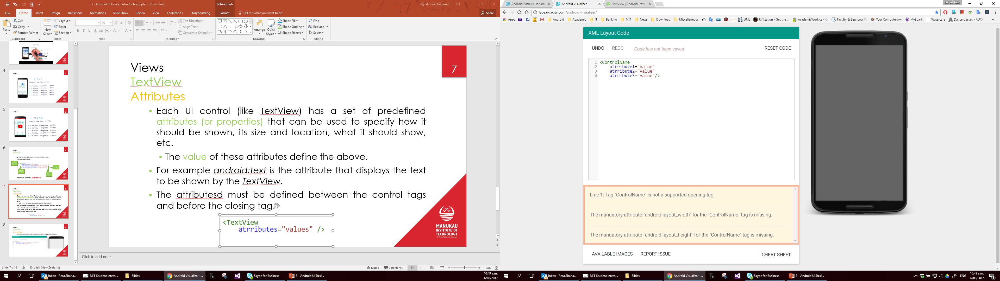 3 - Android UI Design Introduction.pptx - PowerPoint
Picture Tools
Seyed Reza Shahamiri
File Home Insert Design Transitions Animations Slide Show Review View EndNote X7 Storyboarding Format Tell me what you want to do
Share
Paste
Cut
Copy
Format Painter
Clipboard
New
Slide
Layout
Reset
Section
Slides
24
Font
Text Direction
Align Text
Convert to SmartArt
Paragraph
Arrange
Quick
Styles
Shape Fill
Shape Outline
Shape Effects
Drawing
Find
Replace
Select
Editing
4
5
6
7
8
7
Views
TextView
Attributes
Each UI control (like TextView) has a set of predefined
attributes (or properties) that can be used to specify how it
should be shown, its size and location, what it should show,
etc.
The value of these attributes define the above.
For example android:text is the attribute that displays the text
to be shown by the TextView.
The attributesd must be defined between the control tags
and before the closing tag.
<TextView
atrributes="values" />
MANUKAU
INSTITUTE OF
TECHNOLOGY
Click to add notes
Slide 7 of 8
English (New Zealand)
Notes
Comments
108%
Inbox - Reza.Shaha...
MIT Student Intern...
Slides
Android Visualizer -...
Skype for Business
3 - Android UI Desi...
10:49 a.m.
6/03/2017
Android Basics: User Inte
Android Visualizer
TextView | Android Deve
Seyed Reza
labs.udacity.com/android-visualizer/
Apps
Android
Academic
IT
Banking
MIT
News
Download
Miscellaneous
UML
Riffstation - Get the c
AcademicWork.ca - C
Faculty & Sessional P
Your Computeroxy
MySpark
Watercare
Dance classes - AUCK
XML Layout Code
UNDO REDO Code has not been saved RESET CODE
1 <ControlName
2 atrribute1="value"
3 atrribute2="value"
4 atrribute3="value"/>
Line 1: Tag `ControlName` is not a supported opening tag.
The mandatory attribute `android:layout_width` for the `ControlName` tag is missing.
The mandatory attribute `android:layout_height` for the `ControlName` tag is missing.
AVAILABLE IMAGES REPORT ISSUE CHEAT SHEET
Inbox - Reza.Shaha...
MIT Student Intern...
Slides
Android Visualizer -...
Skype for Business
3 - Android UI Desi...
ENG
10:49 a.m.
6/03/2017